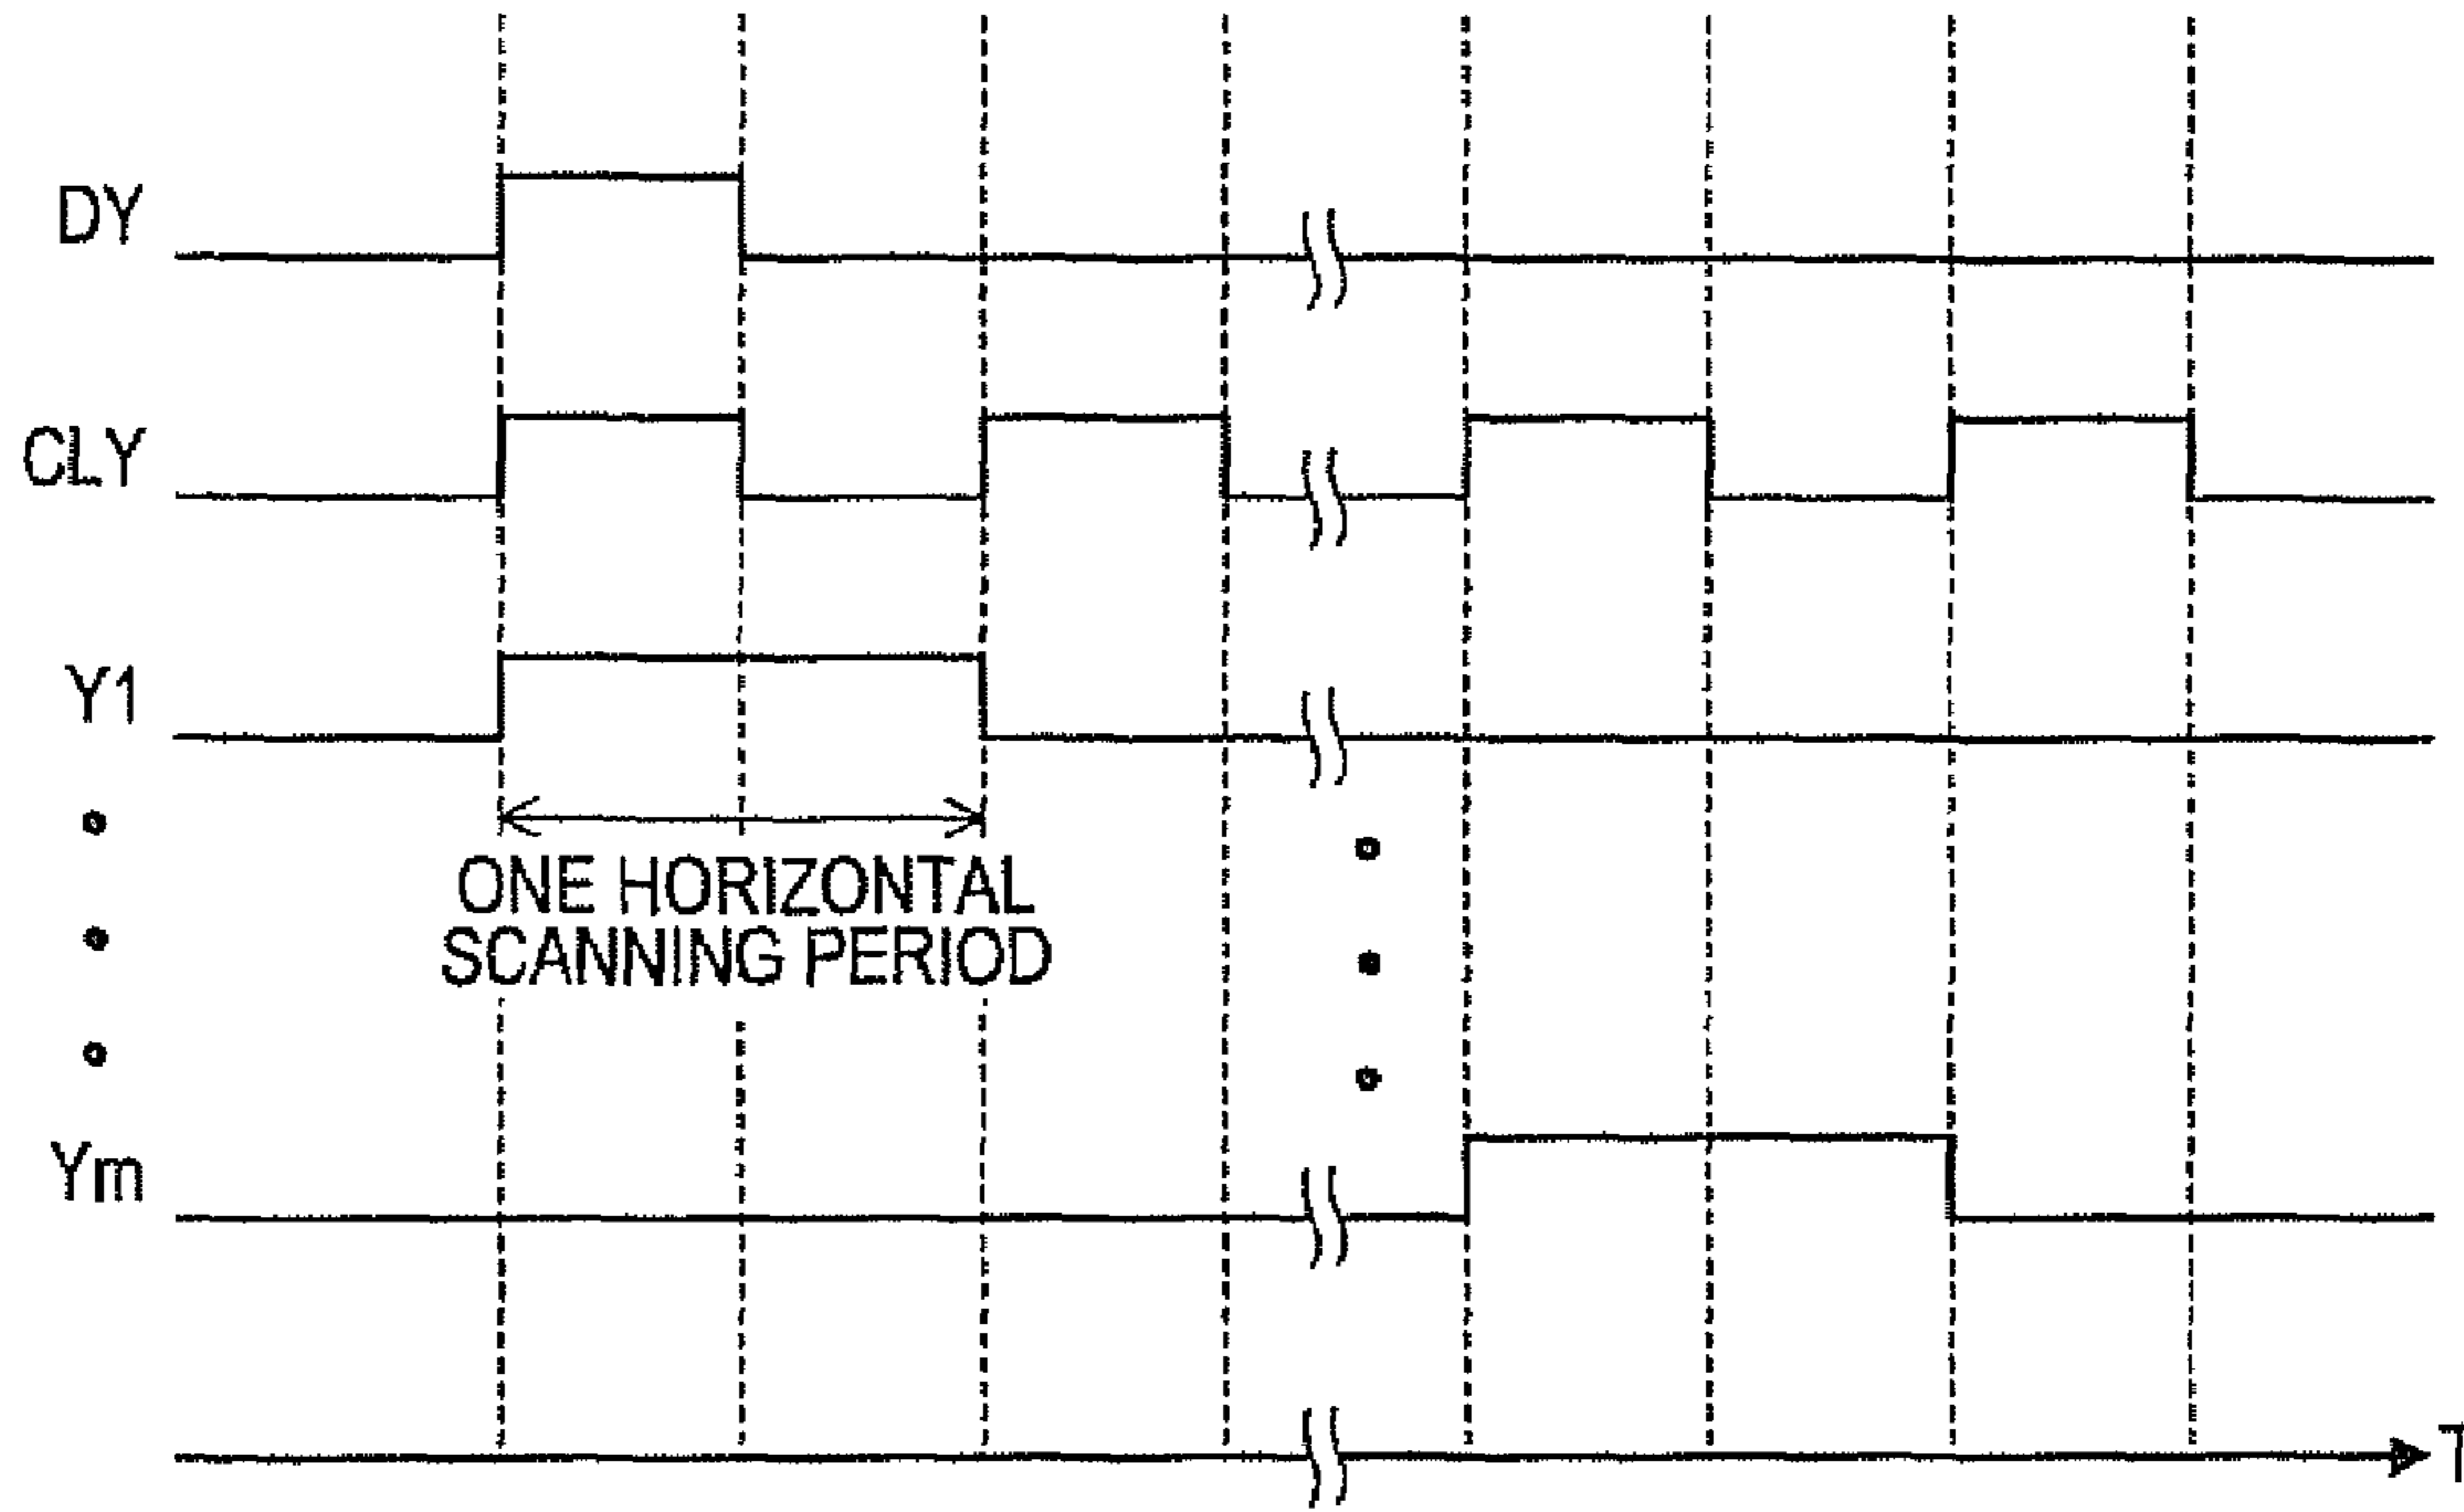 DY
CLY
Y1
ONE HORIZONTAL
SCANNING PERIOD
Ym
T